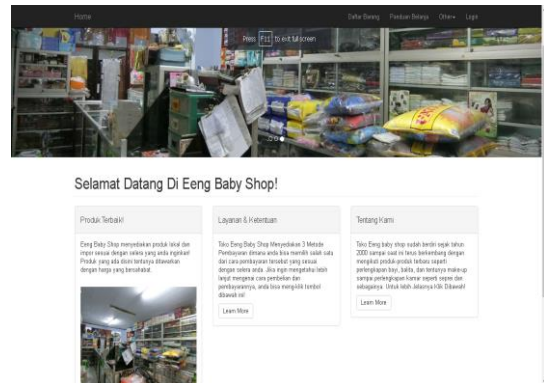 Home
Daftar Barang Panduan Belanja Other Login
Press F11 to exit full screen
Selamat Datang Di Eeng Baby Shop!
Produk Terbaik!
Eeng Baby Shop menyediakan produk lokal dan
impor sesuai dengan selera yang anda inginkan!
Produk yang ada disini tentunya ditawarkan
dengan harga yang bersahabat.
Layanan & Ketentuan
Toko Eeng Baby Shop Menyediakan 3 Metode
Pembayaran dimana anda bisa memilih salah satu
dari cara pembayaran tersebut yang sesuai
dengan selera anda. Jika ingin mengetahui lebih
lanjut mengenai cara pembelian dan
pembayarannya, anda bisa mengklik tombol
dibawah ini!
Learn More
Tentang Kami
Toko Eeng baby shop sudah berdiri sejak tahun
2000 sampai saat ini terus berkembang dengan
mengikuti produk-produk terbaru seperti
perlengkapan bayi, balita, dan tentunya make-up
sampai perlengkapan kamar seperti seprei dan
sebagainya. Untuk lebih Jelasnya Klik Dibawah!
Learn More